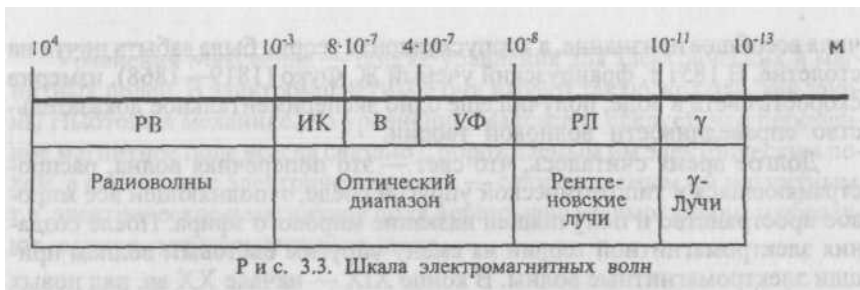 10⁴ 10⁻³ 8·10⁻⁷ 4·10⁻⁷ 10⁻⁸ 10⁻¹¹ 10⁻¹³ м
РВ ИК В УФ РЛ γ
Радиоволны Оптический Рентге- γ-
диапазон новские Лучи
лучи
Рис. 3.3. Шкала электромагнитных волн